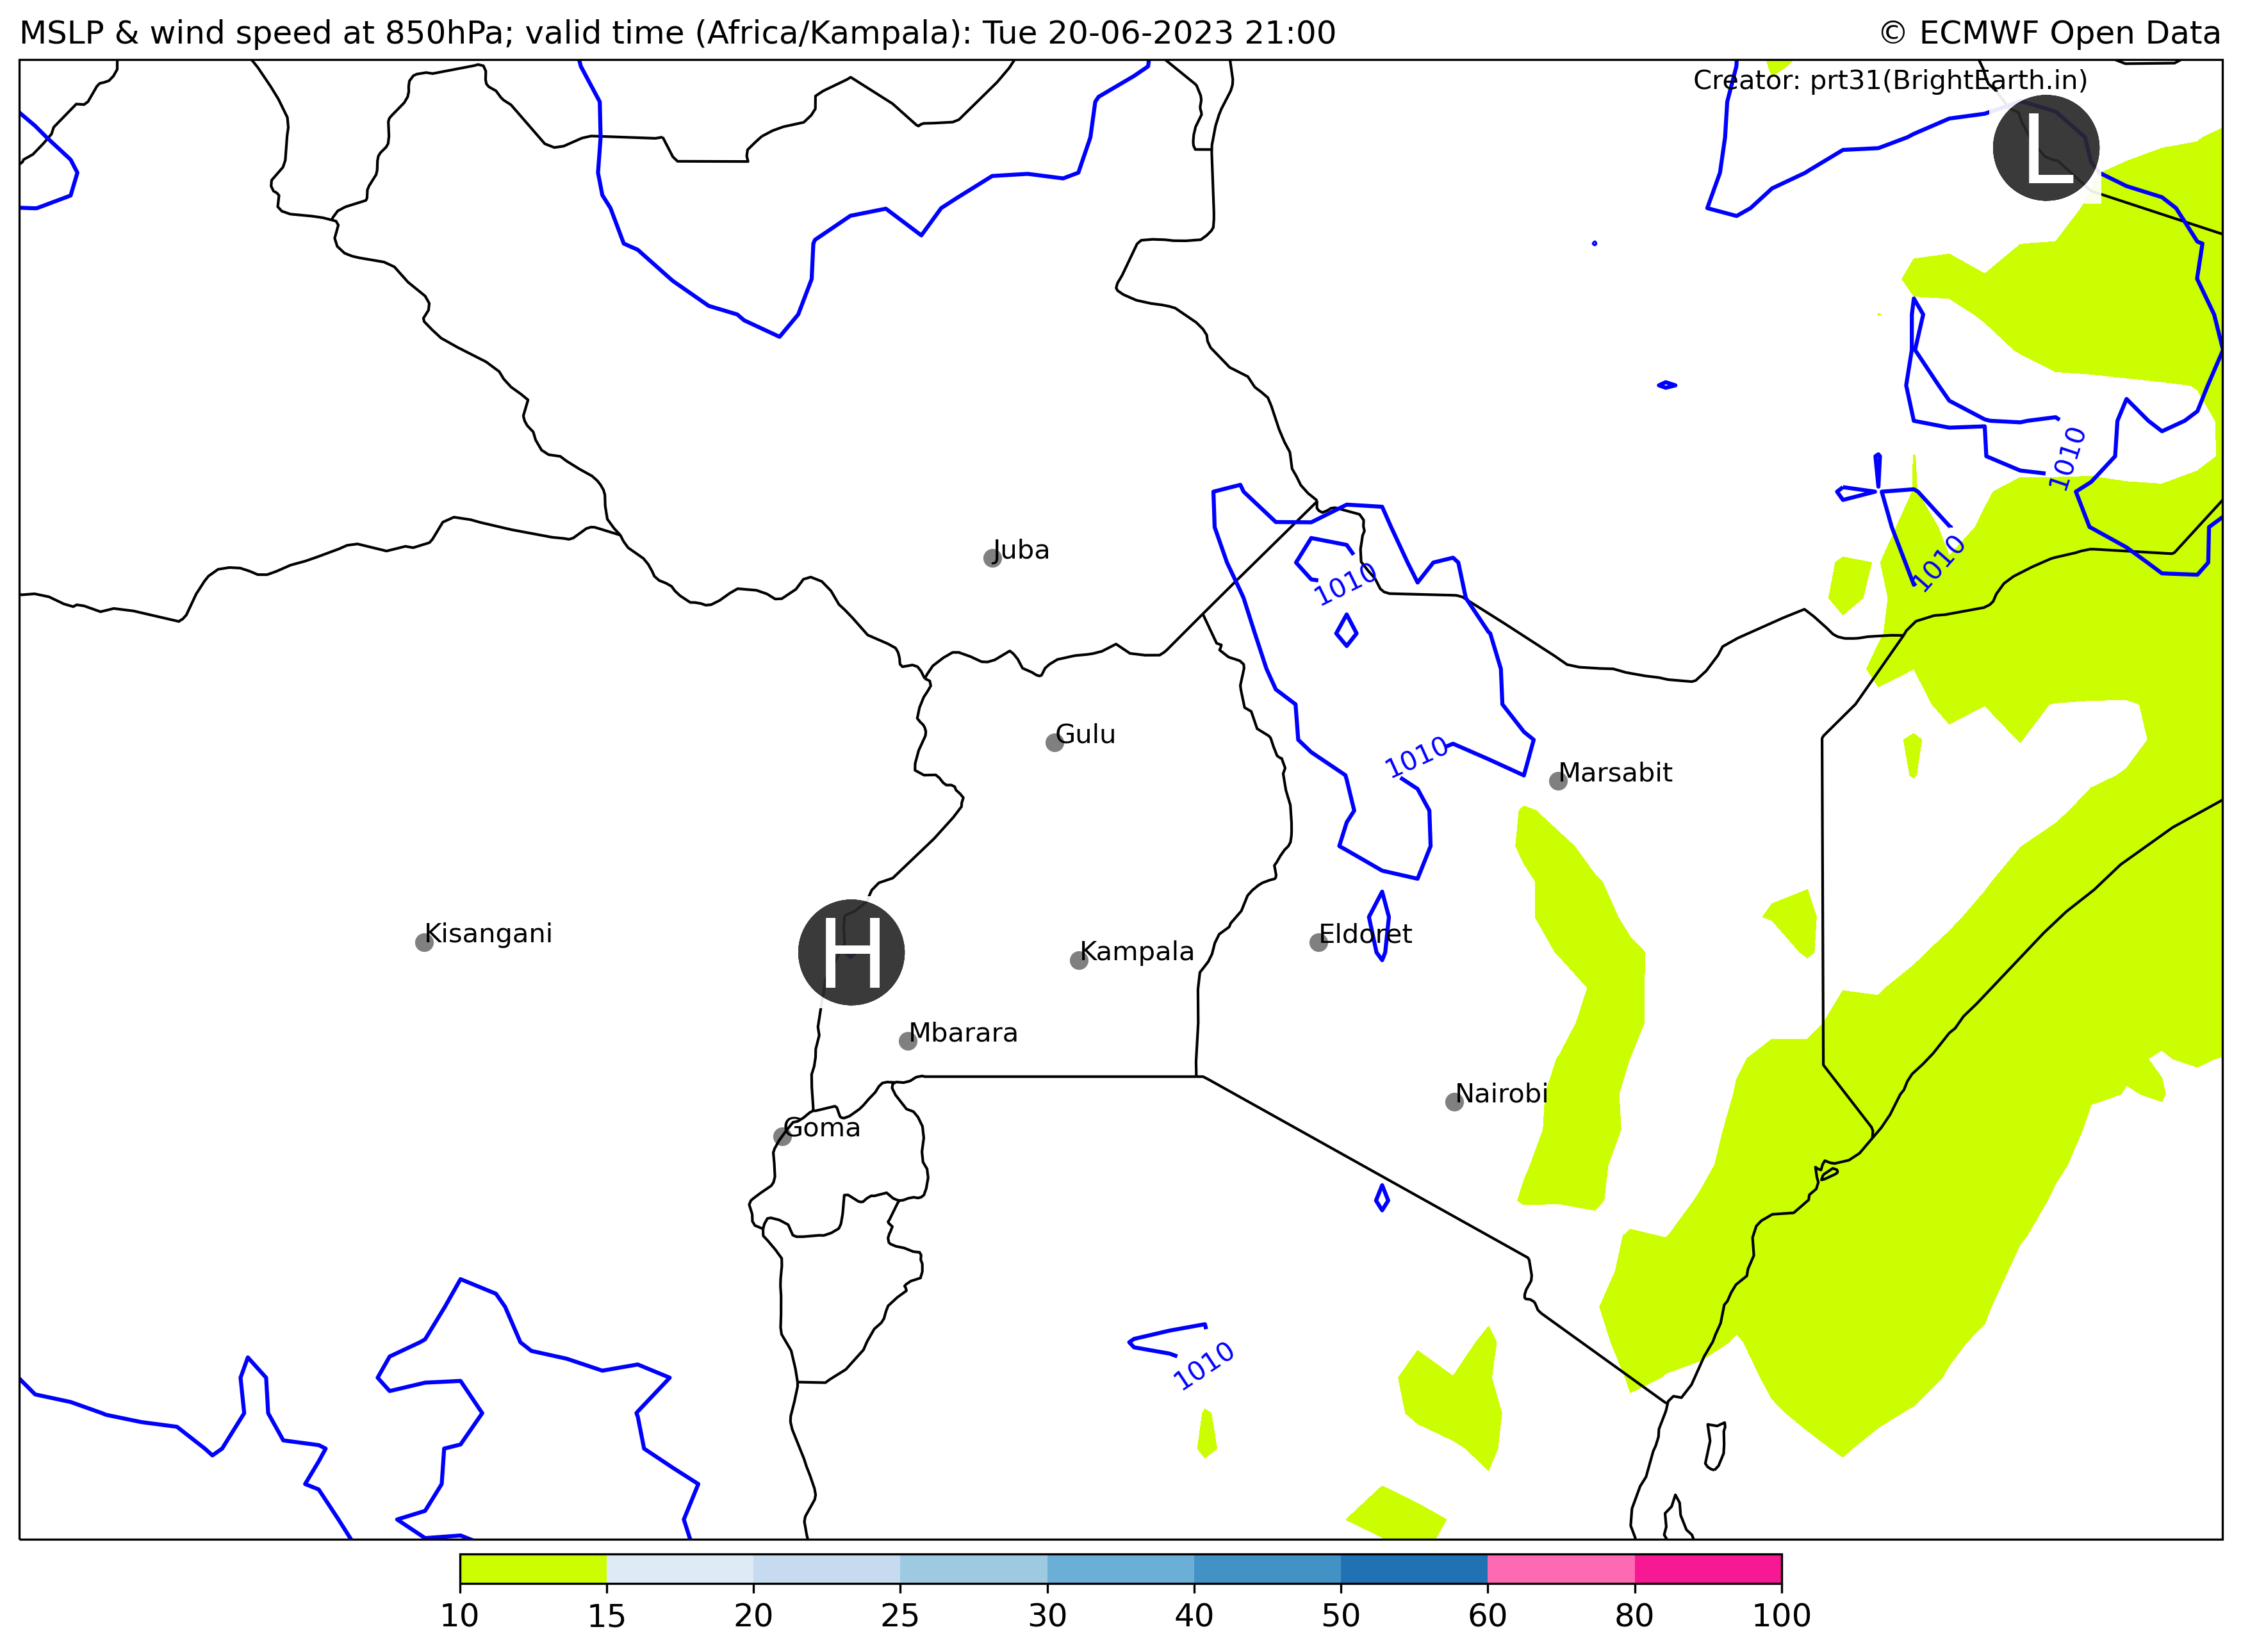 MSLP & wind speed at 850hPa; valid time (Africa/Kampala): Tue 20-06-2023 21:00
© ECMWF Open Data
Creator: prt31(BrightEarth.in)
L
1010
Juba
1010
1010
Gulu
1010
Marsabit
Kisangani
H
Kampala
Eldoret
Mbarara
Nairobi
Goma
1010
10 15 20 25 30 40 50 60 80 100